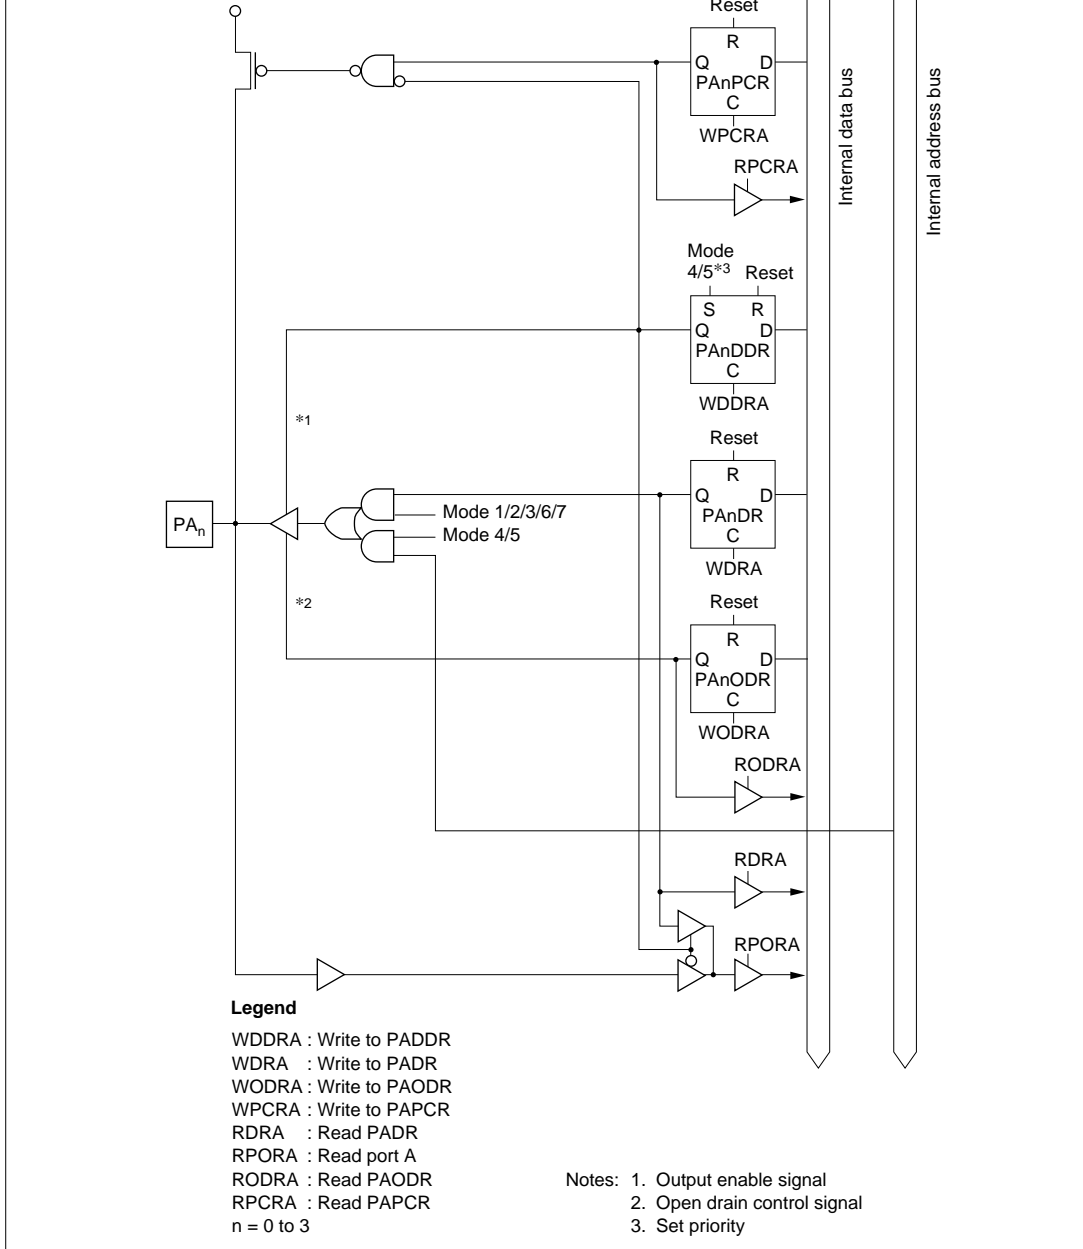 Reset
R
Q D
PAnPCR
C
WPCRA
RPCRA
Internal data bus
Internal address bus
Mode
4/5*3 Reset
S R
Q D
PAnDDR
C
WDDRA
*1
Reset
R
Q D
PAnDR
C
WDRA
Mode 1/2/3/6/7
Mode 4/5
PAn
*2
Reset
R
Q D
PAnODR
C
WODRA
RODRA
RDRA
RPORA
Legend
WDDRA : Write to PADDR
WDRA : Write to PADR
WODRA : Write to PAODR
WPCRA : Write to PAPCR
RDRA : Read PADR
RPORA : Read port A
RODRA : Read PAODR
RPCRA : Read PAPCR
n = 0 to 3
Notes: 1. Output enable signal
2. Open drain control signal
3. Set priority